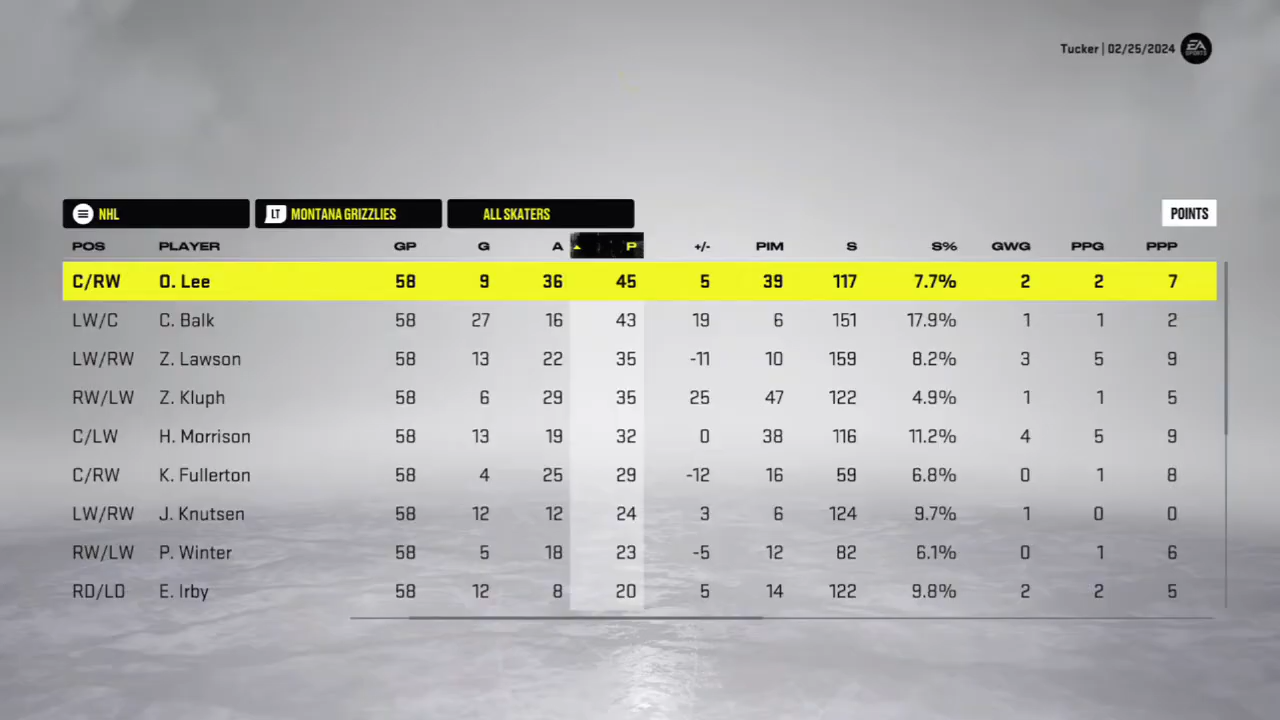 Tucker | 02/25/2024 EA SPORTS
NHL LT MONTANA GRIZZLIES ALL SKATERS POINTS
POS PLAYER GP G A P +/- PIM S S% GWG PPG PPP
C/RW O. Lee 58 9 36 45 5 39 117 7.7% 2 2 7
LW/C C. Balk 58 27 16 43 19 6 151 17.9% 1 1 2
LW/RW Z. Lawson 58 13 22 35 -11 10 159 8.2% 3 5 9
RW/LW Z. Kluph 58 6 29 35 25 47 122 4.9% 1 1 5
C/LW H. Morrison 58 13 19 32 0 38 116 11.2% 4 5 9
C/RW K. Fullerton 58 4 25 29 -12 16 59 6.8% 0 1 8
LW/RW J. Knutsen 58 12 12 24 3 6 124 9.7% 1 0 0
RW/LW P. Winter 58 5 18 23 -5 12 82 6.1% 0 1 6
RD/LD E. Irby 58 12 8 20 5 14 122 9.8% 2 2 5